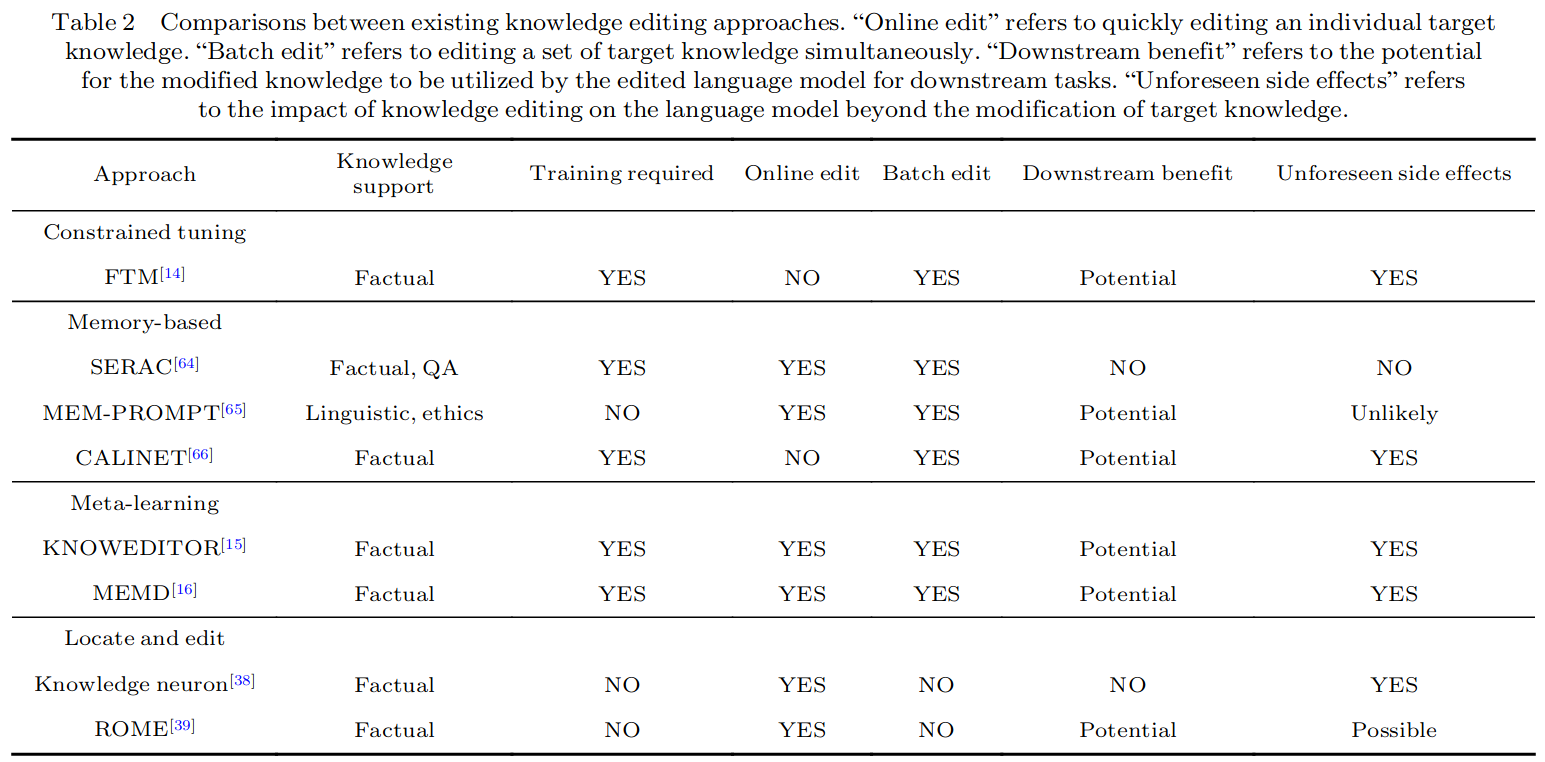 Table 2 Comparisons between existing knowledge editing approaches. “Online edit” refers to quickly editing an individual target
knowledge. “Batch edit” refers to editing a set of target knowledge simultaneously. “Downstream benefit” refers to the potential
for the modified knowledge to be utilized by the edited language model for downstream tasks. “Unforeseen side effects” refers
to the impact of knowledge editing on the language model beyond the modification of target knowledge.
Approach Knowledge support Training required Online edit Batch edit Downstream benefit Unforeseen side effects
Constrained tuning
FTM[14] Factual YES NO YES Potential YES
Memory-based
SERAC[64] Factual, QA YES YES YES NO NO
MEM-PROMPT[65] Linguistic, ethics NO YES YES Potential Unlikely
CALINET[66] Factual YES NO YES Potential YES
Meta-learning
KNOWEDITOR[15] Factual YES YES YES Potential YES
MEMD[16] Factual YES YES YES Potential YES
Locate and edit
Knowledge neuron[38] Factual NO YES NO NO YES
ROME[39] Factual NO YES NO Potential Possible